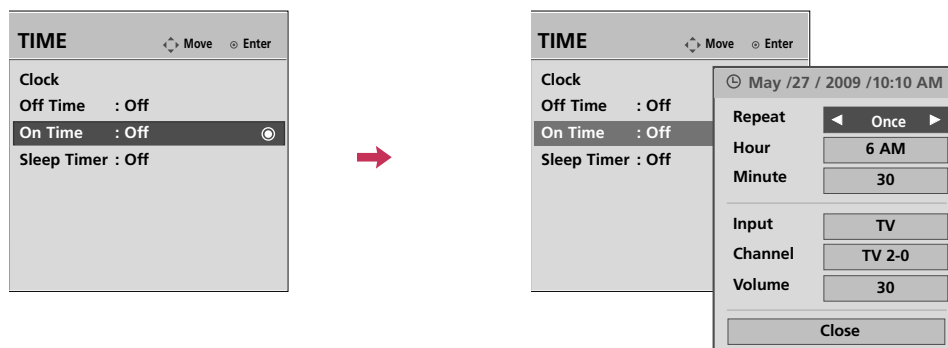 TIME Move Enter
Clock
Off Time : Off
On Time : Off
Sleep Timer : Off
TIME Move Enter
Clock
Off Time : Off
On Time : Off
Sleep Timer : Off
May /27 / 2009 /10:10 AM
Repeat ◀ Once ▶
Hour 6 AM
Minute 30
Input TV
Channel TV 2-0
Volume 30
Close